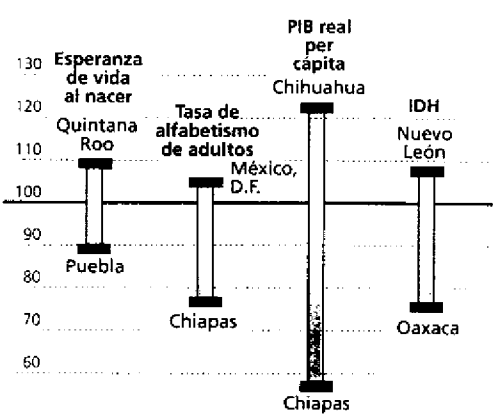 PIB real
per
cápita
Chihuahua
130
Esperanza
de vida
al nacer
Quintana
Roo
120
Tasa de
alfabetismo
de adultos
México,
D.F.
IDH
Nuevo
León
110
100
90
Puebla
80
Chiapas
70
Oaxaca
60
Chiapas